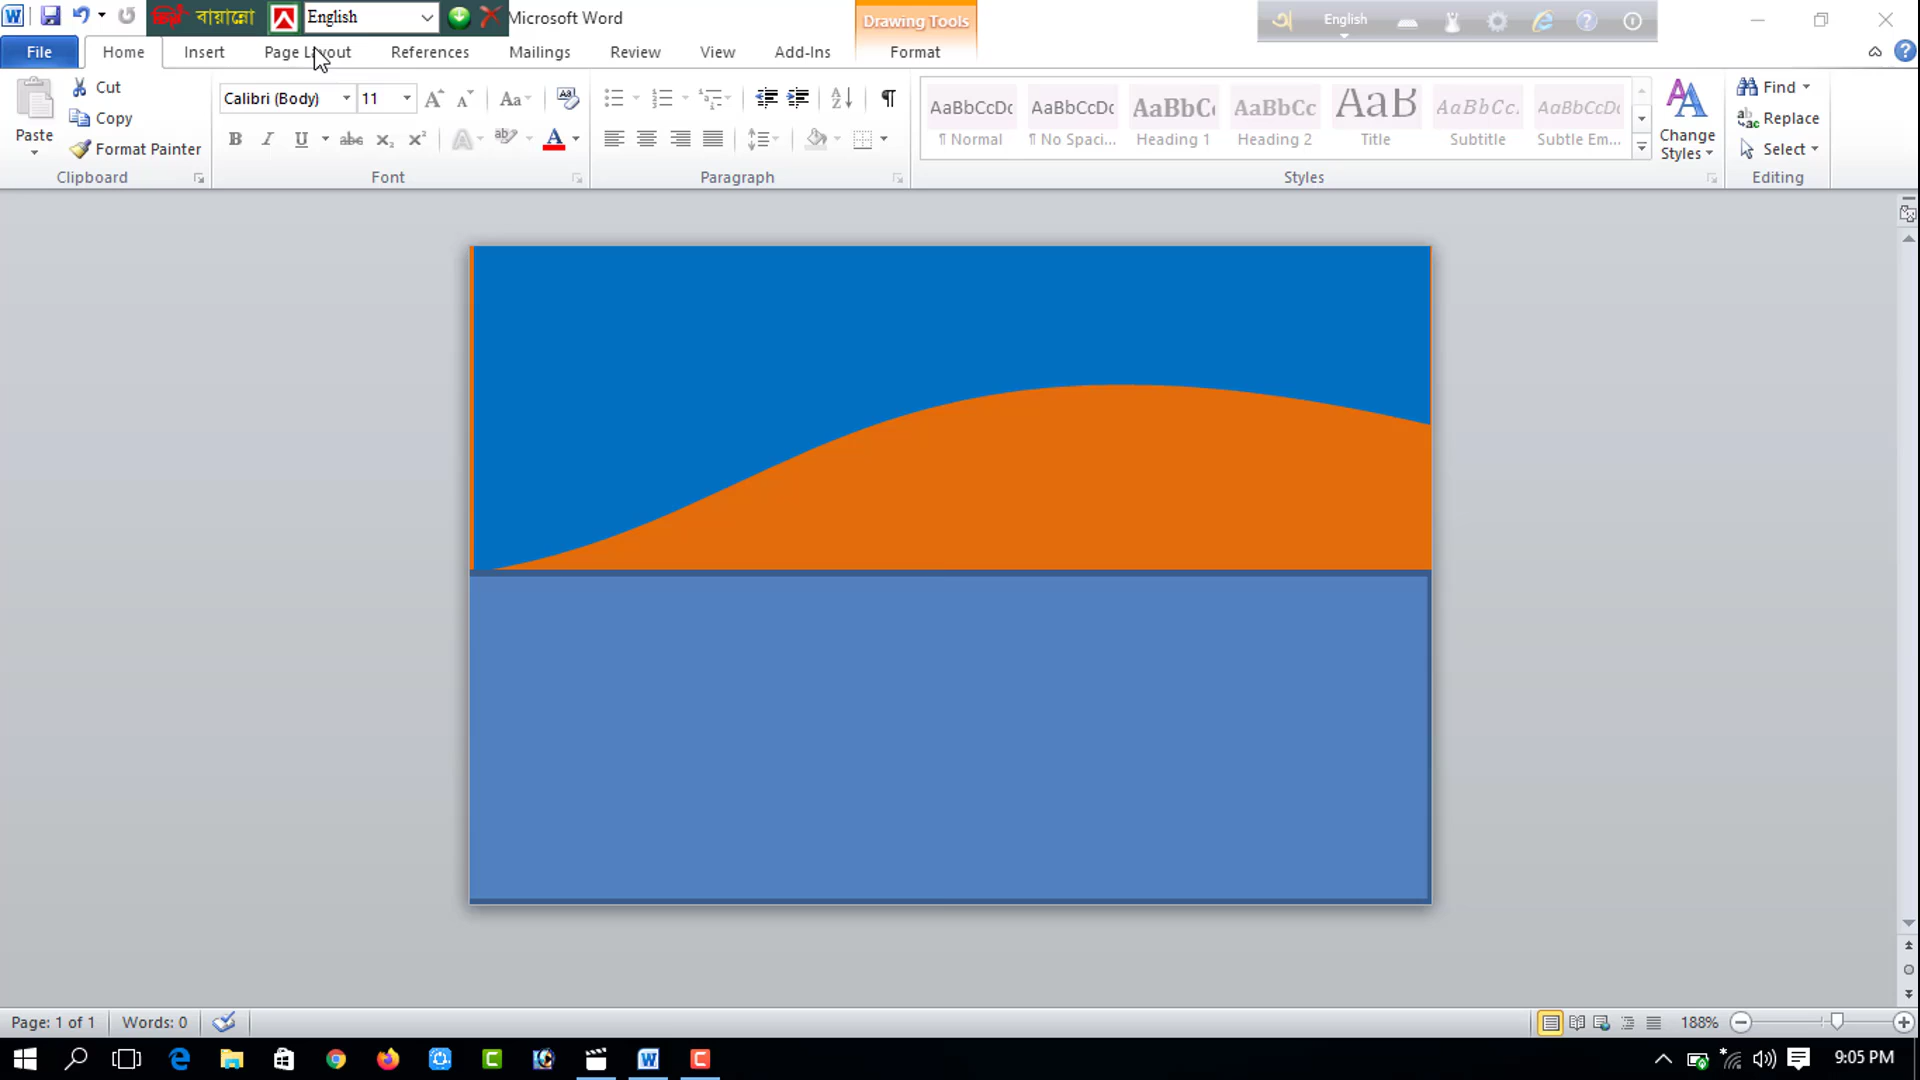 বায়ান্নো English Microsoft Word Drawing Tools English
File Home Insert Page Layout References Mailings Review View Add-Ins Format
Paste Cut Copy Format Painter
Calibri (Body) 11
AaBbCcDc AaBbCcDc AaBbC AaBbCc AaB AaBbCc. AaBbCcDc
¶ Normal ¶ No Spaci... Heading 1 Heading 2 Title Subtitle Subtle Em...
Change Styles
Find Replace Select
Clipboard Font Paragraph Styles Editing
Page: 1 of 1 Words: 0 188%
9:05 PM